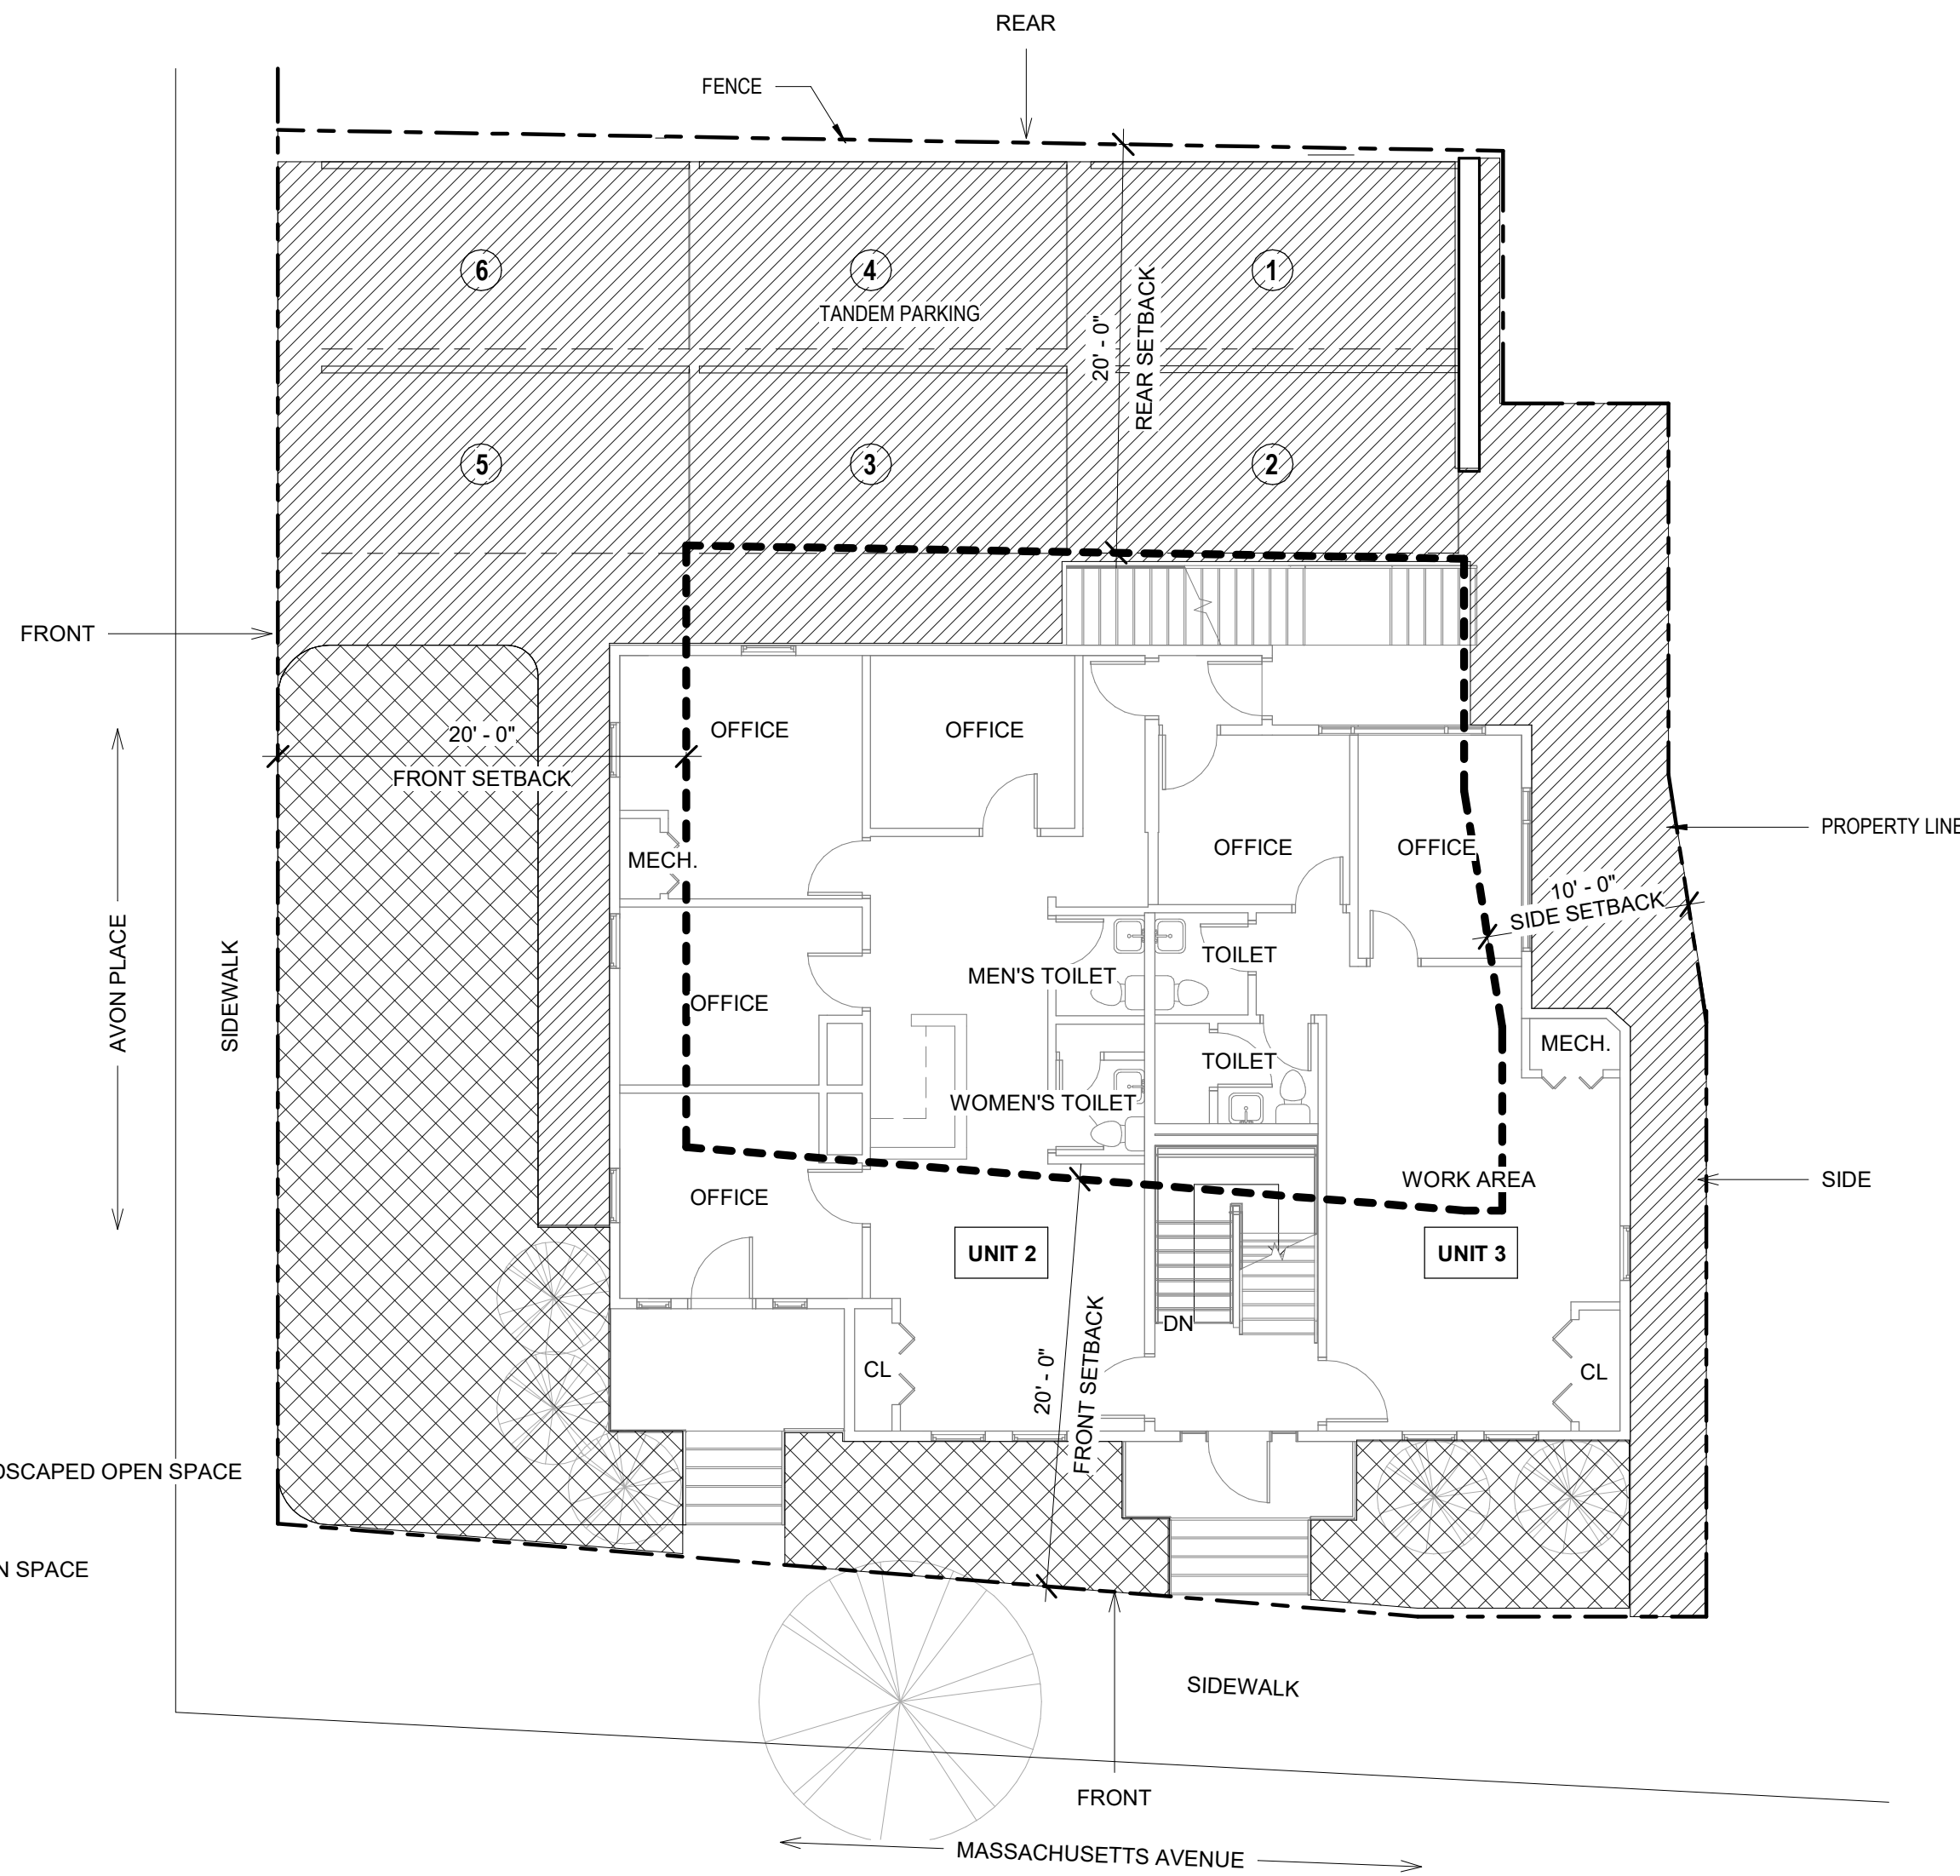 REAR
FENCE
6
4
1
TANDEM PARKING
20' - 0"
REAR SETBACK
5
3
2
FRONT
20' - 0"
FRONT SETBACK
OFFICE
OFFICE
OFFICE
OFFICE
PROPERTY LINE
MECH.
10' - 0"
SIDE SETBACK
AVON PLACE
SIDEWALK
MEN'S TOILET
TOILET
OFFICE
MECH.
TOILET
WOMEN'S TOILET
OFFICE
WORK AREA
SIDE
UNIT 2
UNIT 3
DN
20' - 0"
FRONT SETBACK
CL
CL
DSCAPED OPEN SPACE
N SPACE
SIDEWALK
FRONT
MASSACHUSETTS AVENUE